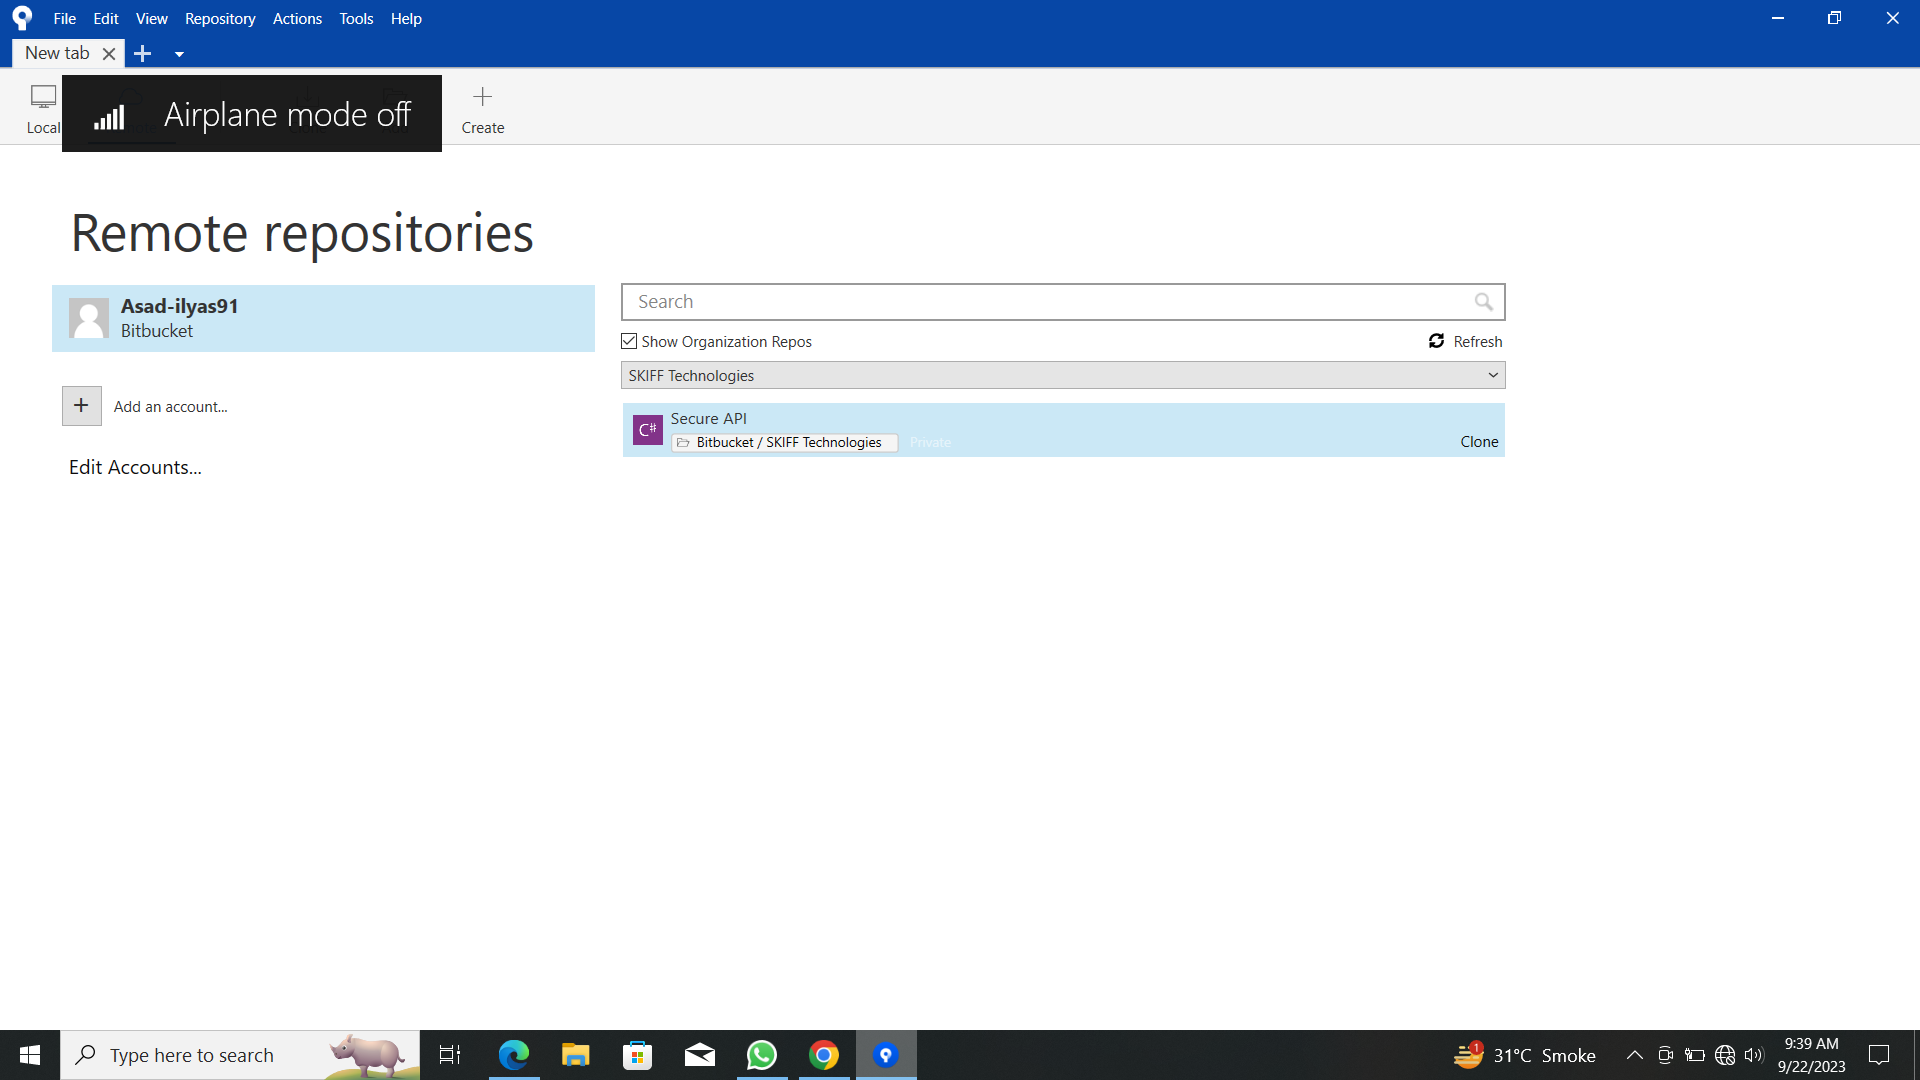 File Edit View Repository Actions Tools Help
New tab
Airplane mode off
Local
Create
Remote repositories
Asad-ilyas91
Bitbucket
Add an account...
Edit Accounts...
Search
Show Organization Repos
Refresh
SKIFF Technologies
C#
Secure API
Bitbucket / SKIFF Technologies
Private
Clone
Type here to search
1
31°C Smoke
9:39 AM
9/22/2023